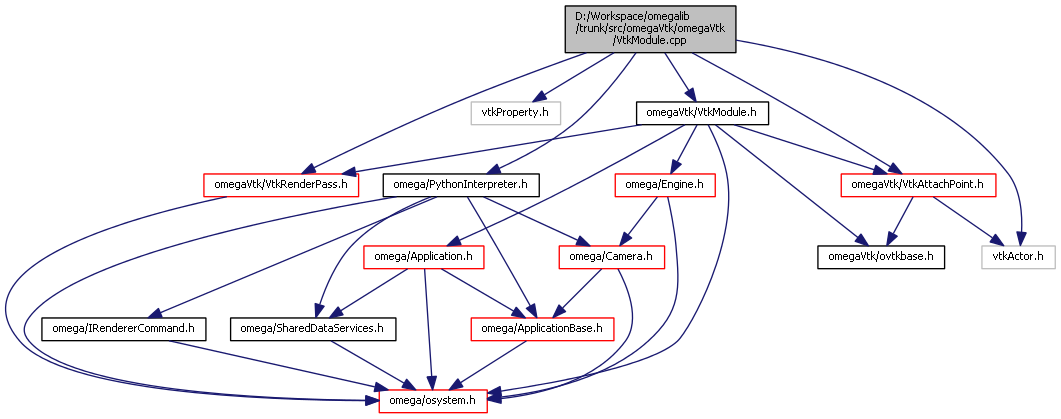 D:/Workspace/omegalib
/trunk/src/omegaVtk/omegaVtk
/VtkModule.cpp
vtkProperty.h
omegaVtk/VtkModule.h
omegaVtk/VtkRenderPass.h
omega/PythonInterpreter.h
omega/Engine.h
omegaVtk/VtkAttachPoint.h
omega/Application.h
omega/Camera.h
omegaVtk/ovtkbase.h
vtkActor.h
omega/IRendererCommand.h
omega/SharedDataServices.h
omega/ApplicationBase.h
omega/osystem.h